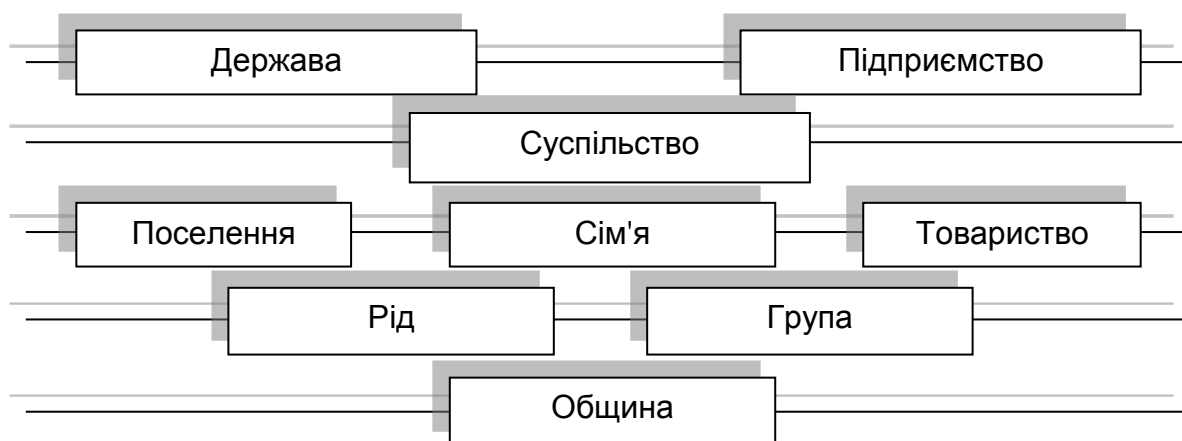 Держава Підприємство
Суспільство
Поселення Сім'я Товариство
Рід Група
Община